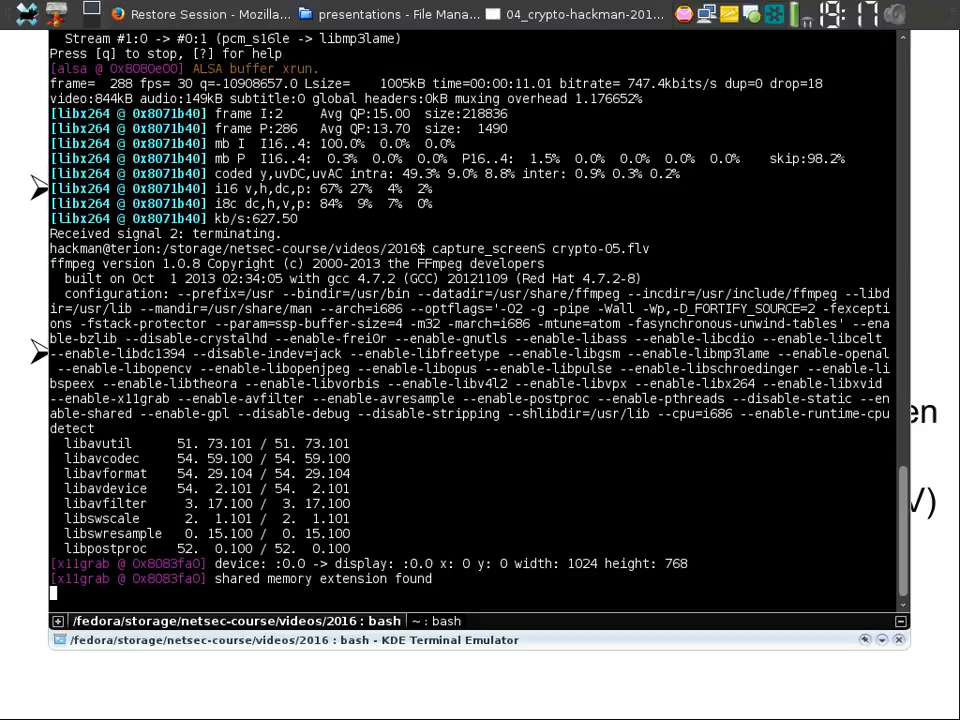 Restore Session - Mozilla... presentations - File Mana... 04_crypto-hackman-201... 19:17
Stream #1:0 -> #0:1 (pcm_s16le -> libmp3lame)
Press [q] to stop, [?] for help
[alsa @ 0x8080e00] ALSA buffer xrun.
frame=  288 fps= 30 q=-10908657.0 Lsize=    1005kB time=00:00:11.01 bitrate= 747.4kbits/s dup=0 drop=18
video:844kB audio:149kB subtitle:0 global headers:0kB muxing overhead 1.176652%
[libx264 @ 0x8071b40] frame I:2     Avg QP:15.00  size:218836
[libx264 @ 0x8071b40] frame P:286   Avg QP:13.70  size:  1490
[libx264 @ 0x8071b40] mb I  I16..4: 100.0%  0.0%  0.0%
[libx264 @ 0x8071b40] mb P  I16..4:  0.3%  0.0%  0.0%  P16..4:  1.5%  0.0%  0.0%  0.0%  0.0%    skip:98.2%
[libx264 @ 0x8071b40] coded y,uvDC,uvAC intra: 49.3% 9.0% 8.8% inter: 0.9% 0.3% 0.2%
[libx264 @ 0x8071b40] i16 v,h,dc,p: 67% 27%  4%  2%
[libx264 @ 0x8071b40] i8c dc,h,v,p: 84%  9%  7%  0%
[libx264 @ 0x8071b40] kb/s:627.50
Received signal 2: terminating.
hackman@terion:/storage/netsec-course/videos/2016$ capture_screenS crypto-05.flv
ffmpeg version 1.0.8 Copyright (c) 2000-2013 the FFmpeg developers
built on Oct  1 2013 02:34:05 with gcc 4.7.2 (GCC) 20121109 (Red Hat 4.7.2-8)
configuration: --prefix=/usr --bindir=/usr/bin --datadir=/usr/share/ffmpeg --incdir=/usr/include/ffmpeg --libd
ir=/usr/lib --mandir=/usr/share/man --arch=i686 --optflags='-O2 -g -pipe -Wall -Wp,-D_FORTIFY_SOURCE=2 -fexcepti
ons -fstack-protector --param=ssp-buffer-size=4 -m32 -march=i686 -mtune=atom -fasynchronous-unwind-tables' --ena
ble-bzlib --disable-crystalhd --enable-frei0r --enable-gnutls --enable-libass --enable-libcdio --enable-libcelt
--enable-libdc1394 --disable-indev=jack --enable-libfreetype --enable-libgsm --enable-libmp3lame --enable-openal
--enable-libopencv --enable-libopenjpeg --enable-libopus --enable-libpulse --enable-libschroedinger --enable-li
bspeex --enable-libtheora --enable-libvorbis --enable-libv4l2 --enable-libvpx --enable-libx264 --enable-libxvid
--enable-x11grab --enable-avfilter --enable-avresample --enable-postproc --enable-pthreads --disable-static --en
able-shared --enable-gpl --disable-debug --disable-stripping --shlibdir=/usr/lib --cpu=i686 --enable-runtime-cpu
detect
en
libavutil      51. 73.101 / 51. 73.101
libavcodec     54. 59.100 / 54. 59.100
libavformat    54. 29.104 / 54. 29.104
libavdevice    54.  2.101 / 54.  2.101
libavfilter     3. 17.100 /  3. 17.100
V)
libswscale      2.  1.101 /  2.  1.101
libswresample   0. 15.100 /  0. 15.100
libpostproc    52.  0.100 / 52.  0.100
[x11grab @ 0x8083fa0] device: :0.0 -> display: :0.0 x: 0 y: 0 width: 1024 height: 768
[x11grab @ 0x8083fa0] shared memory extension found
/fedora/storage/netsec-course/videos/2016 : bash ~ : bash
/fedora/storage/netsec-course/videos/2016 : bash - KDE Terminal Emulator